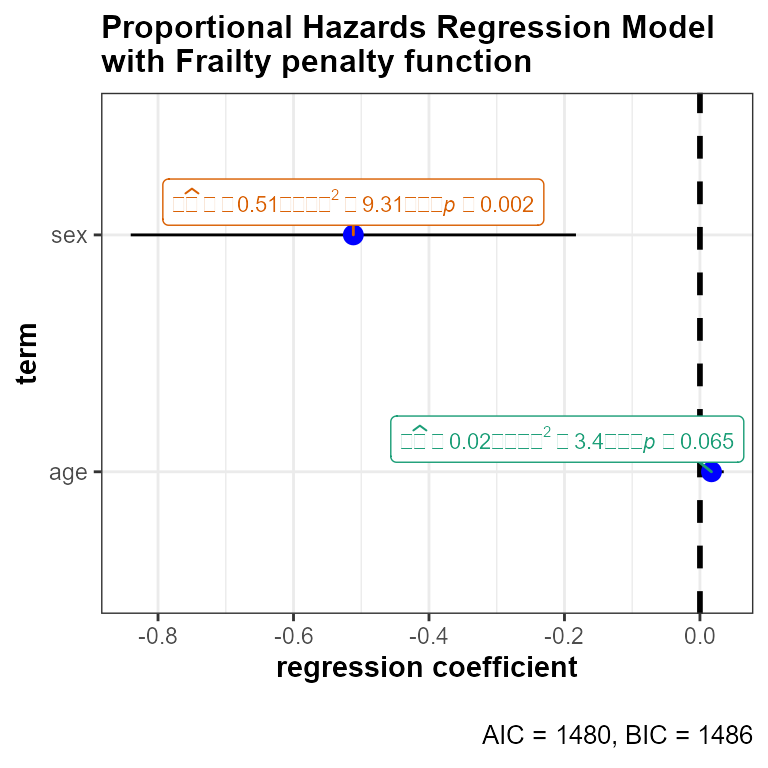 Proportional Hazards Regression Model
with Frailty penalty function
term
sex
age
0.51 2 9.31 p 0.002
0.02 2 3.4 p 0.065
-0.8 -0.6 -0.4 -0.2 0.0
regression coefficient
AIC = 1480, BIC = 1486